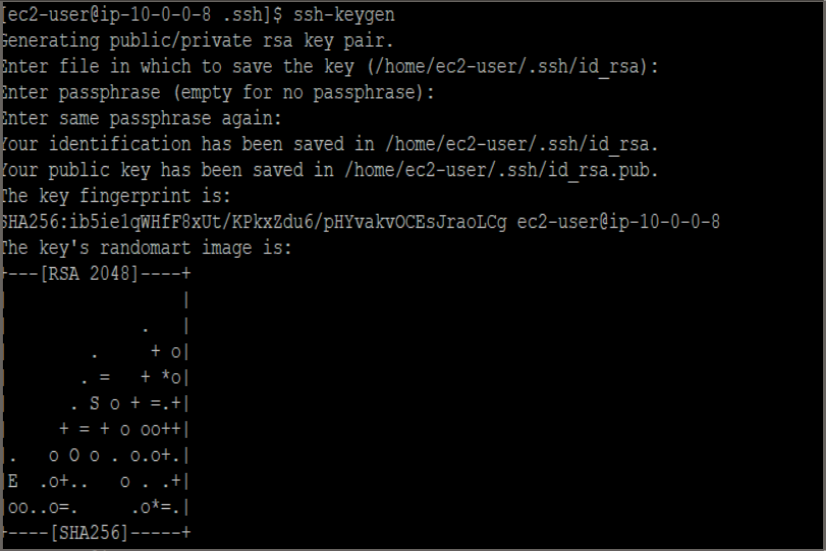 [ec2-user@ip-10-0-0-8 .ssh]$ ssh-keygen
Generating public/private rsa key pair.
Enter file in which to save the key (/home/ec2-user/.ssh/id_rsa):
Enter passphrase (empty for no passphrase):
Enter same passphrase again:
Your identification has been saved in /home/ec2-user/.ssh/id_rsa.
Your public key has been saved in /home/ec2-user/.ssh/id_rsa.pub.
The key fingerprint is:
SHA256:ib5ie1qWHfF8xUt/KPkxZdu6/pHYvakvOCEsJraoLCg ec2-user@ip-10-0-0-8
The key's randomart image is:
+---[RSA 2048]----+
|                 |
|             .   |
|        .     + o|
|       . =   + *o|
|      . S o + =.+|
|     + = + o oo++|
|.   o O o . o.o+.|
|E  .o+..   o . .+|
|oo..o=.     .o*=.|
+----[SHA256]-----+